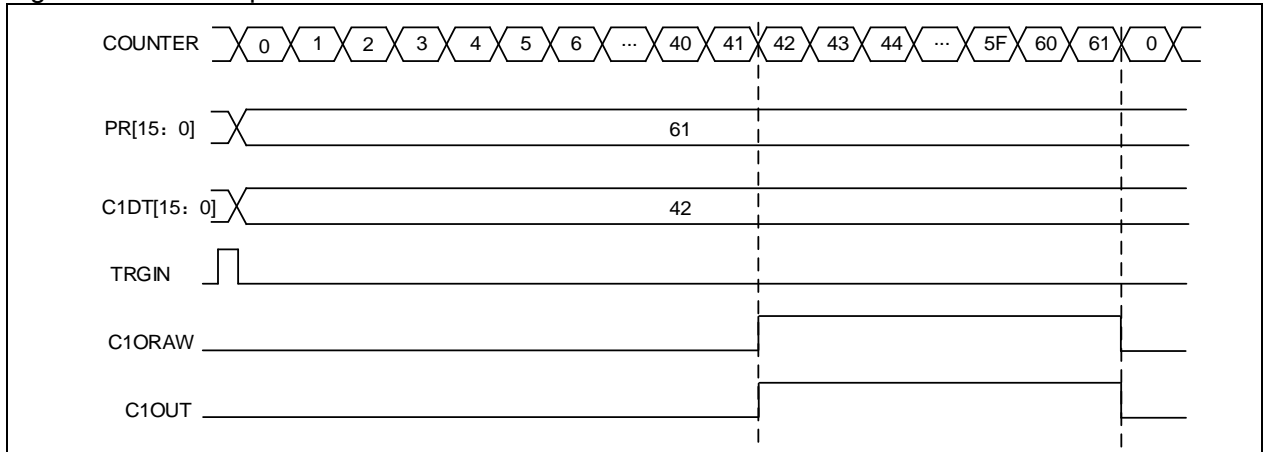 COUNTER 0 1 2 3 4 5 6 ... 40 41 42 43 44 ... 5F 60 61 0
PR[15：0] 61
C1DT[15：0] 42
TRGIN
C1ORAW
C1OUT